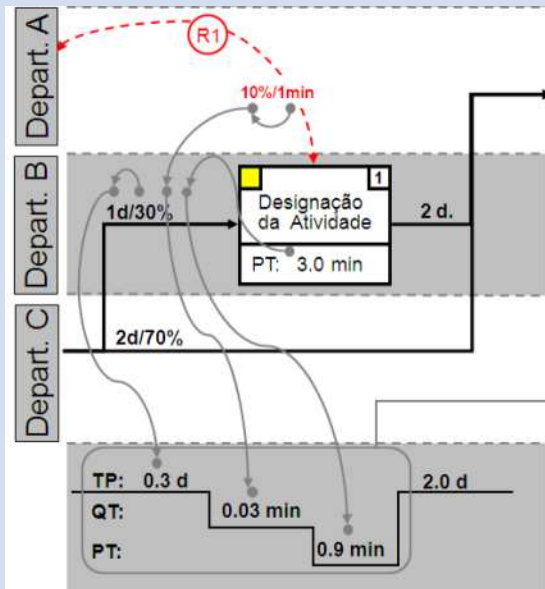 Depart. A
R1
10%/1min
Depart. B
1d/30%
1
Designação
da Atividade
PT: 3.0 min
2 d.
Depart. C
2d/70%
TP: 0.3 d
2.0 d
QT: 0.03 min
PT: 0.9 min